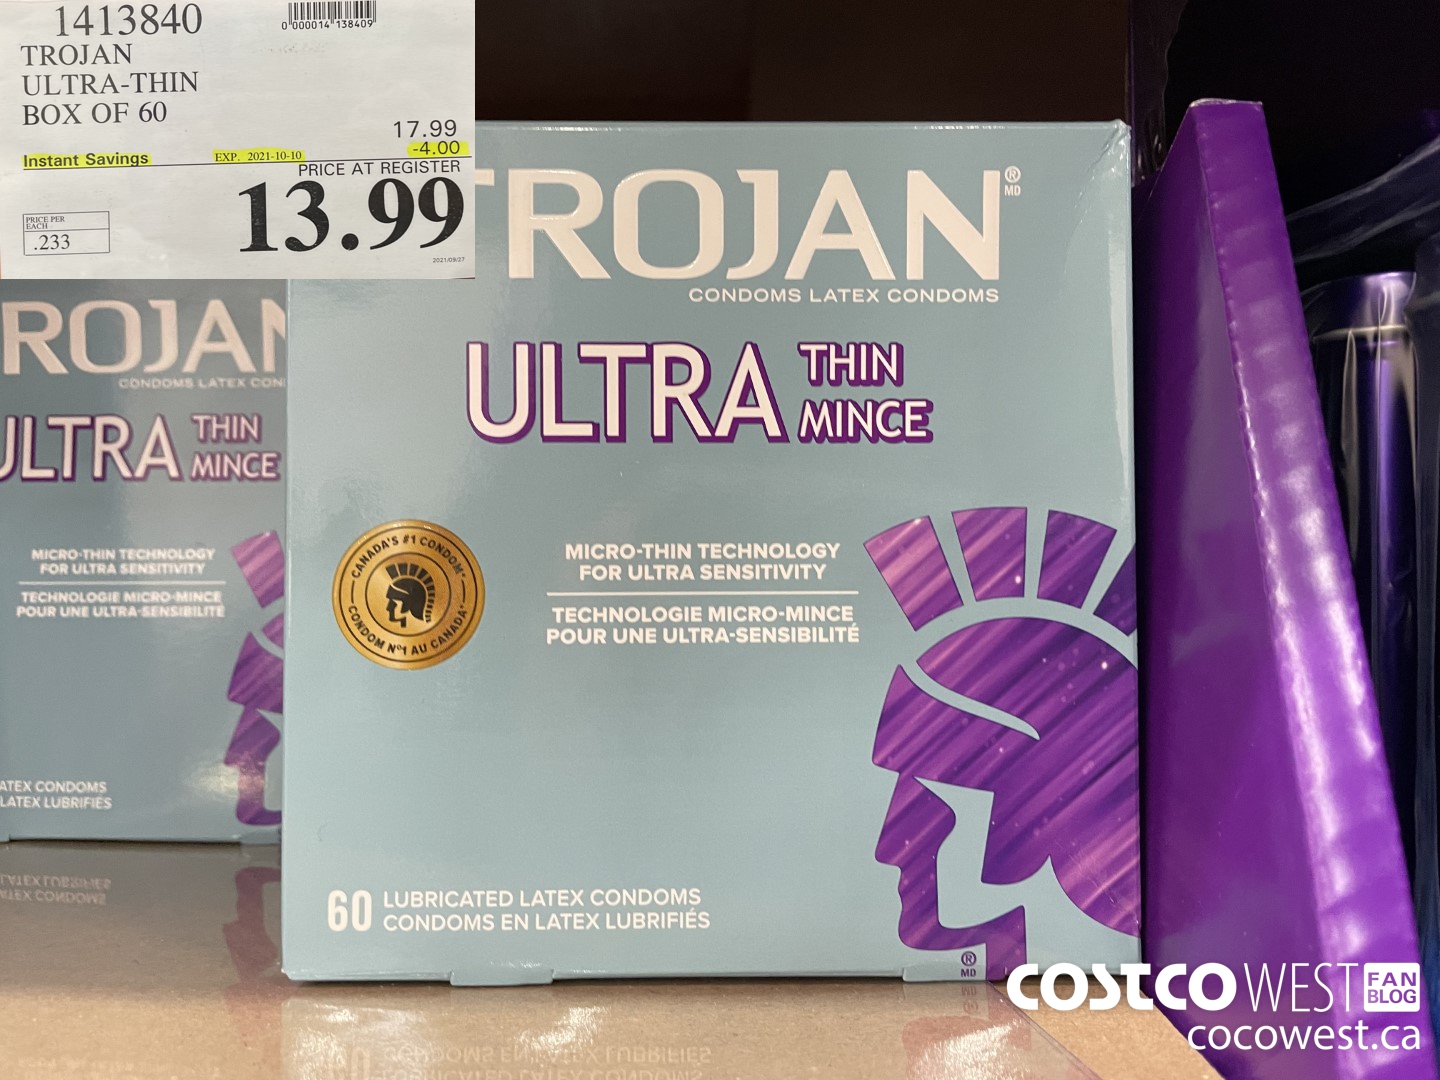 1413840
0 000014 138409
TROJAN
ULTRA-THIN
BOX OF 60
17.99
Instant Savings EXP. 2021-10-10 -4.00
PRICE AT REGISTER
13.99
PRICE PER
EACH
.233
2021/09/27
TROJAN®
MD
CONDOMS LATEX CONDOMS
ULTRA THIN
MINCE
CANADA'S #1 CONDOM*
CONDOM Nº1 AU CANADA*
MICRO-THIN TECHNOLOGY
FOR ULTRA SENSITIVITY
TECHNOLOGIE MICRO-MINCE
POUR UNE ULTRA-SENSIBILITÉ
60 LUBRICATED LATEX CONDOMS
CONDOMS EN LATEX LUBRIFIÉS
®
MD
ROJAN
CONDOMS LATEX CON
ULTRA THIN
MINCE
MICRO-THIN TECHNOLOGY
FOR ULTRA SENSITIVITY
TECHNOLOGIE MICRO-MINCE
POUR UNE ULTRA-SENSIBILITÉ
ATEX CONDOMS
LATEX LUBRIFIÉS
COSTCO WEST FAN
BLOG
cocowest.ca